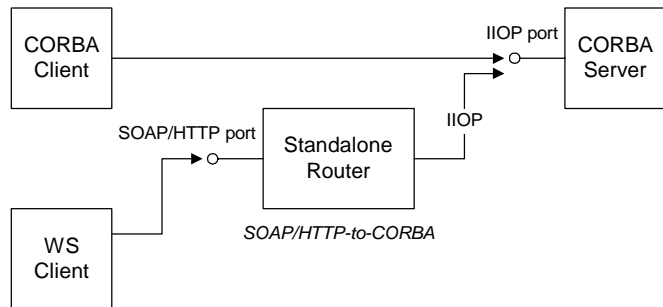 CORBA
Client
IIOP port
CORBA
Server
IIOP
SOAP/HTTP port
Standalone
Router
SOAP/HTTP-to-CORBA
WS
Client